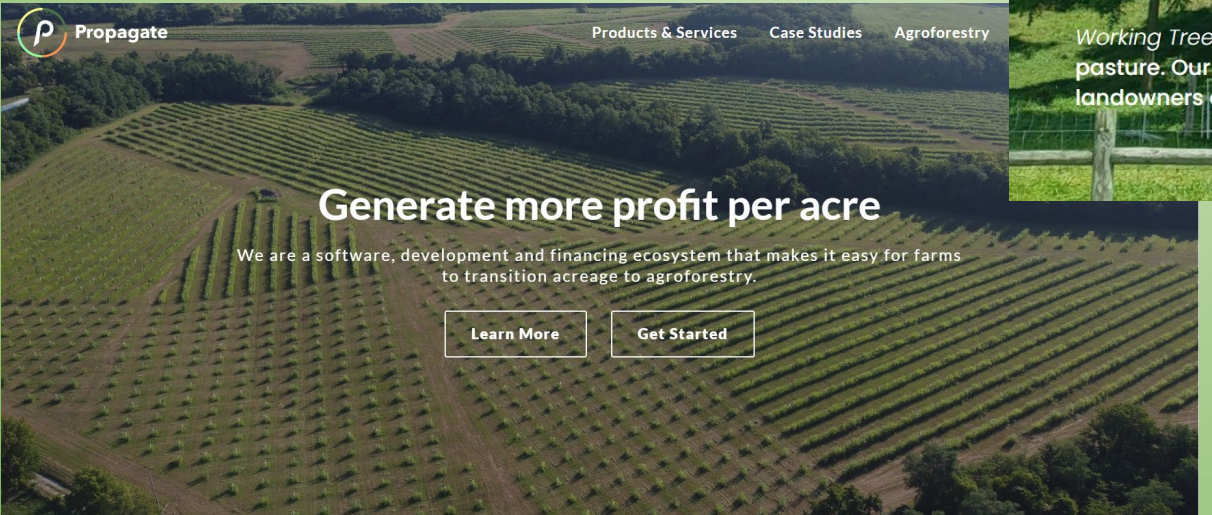 Propagate
Products & Services
Case Studies
Agroforestry
Working Tree
pasture. Our
landowners
Generate more profit per acre
We are a software, development and financing ecosystem that makes it easy for farms
to transition acreage to agroforestry.
Learn More
Get Started